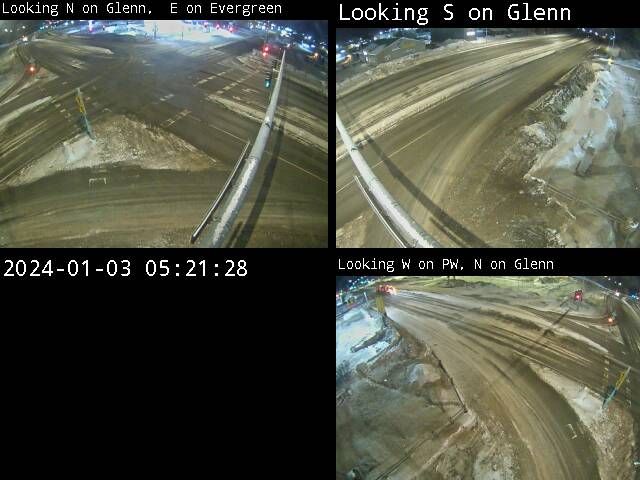 Looking N on Glenn,  E on Evergreen
Looking S on Glenn
2024-01-03 05:21:28
Looking W on PW, N on Glenn